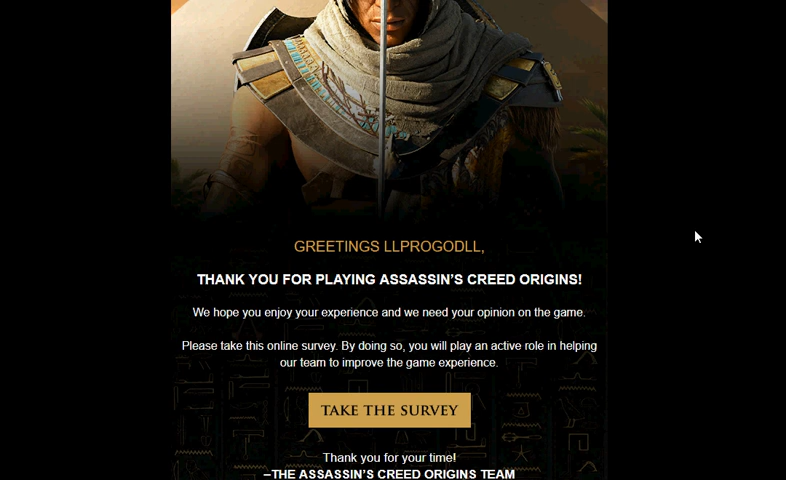 GREETINGS LLPROGODLL,
THANK YOU FOR PLAYING ASSASSIN'S CREED ORIGINS!
We hope you enjoy your experience and we need your opinion on the game.
Please take this online survey. By doing so, you will play an active role in helping
our team to improve the game experience.
TAKE THE SURVEY
Thank you for your time!
–THE ASSASSIN'S CREED ORIGINS TEAM